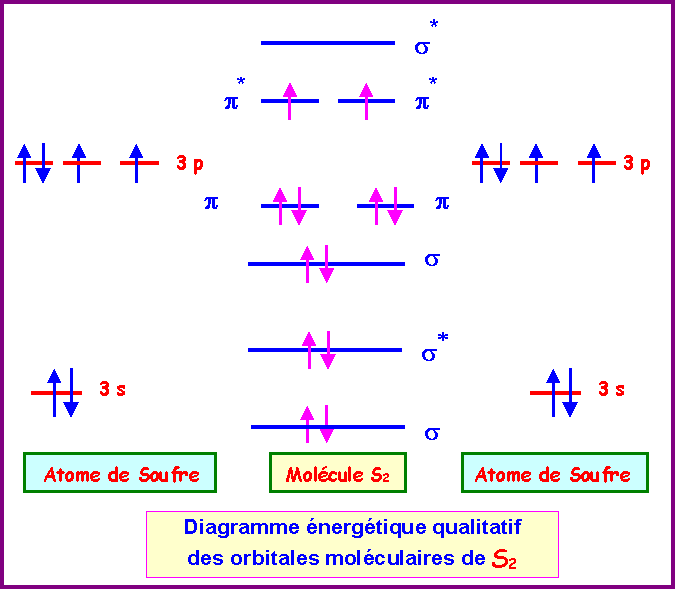 σ*
π* π*
3 p 3 p
π π
σ
σ*
3 s 3 s
σ
Atome de Soufre Molécule S₂ Atome de Soufre
Diagramme énergétique qualitatif
des orbitales moléculaires de S₂